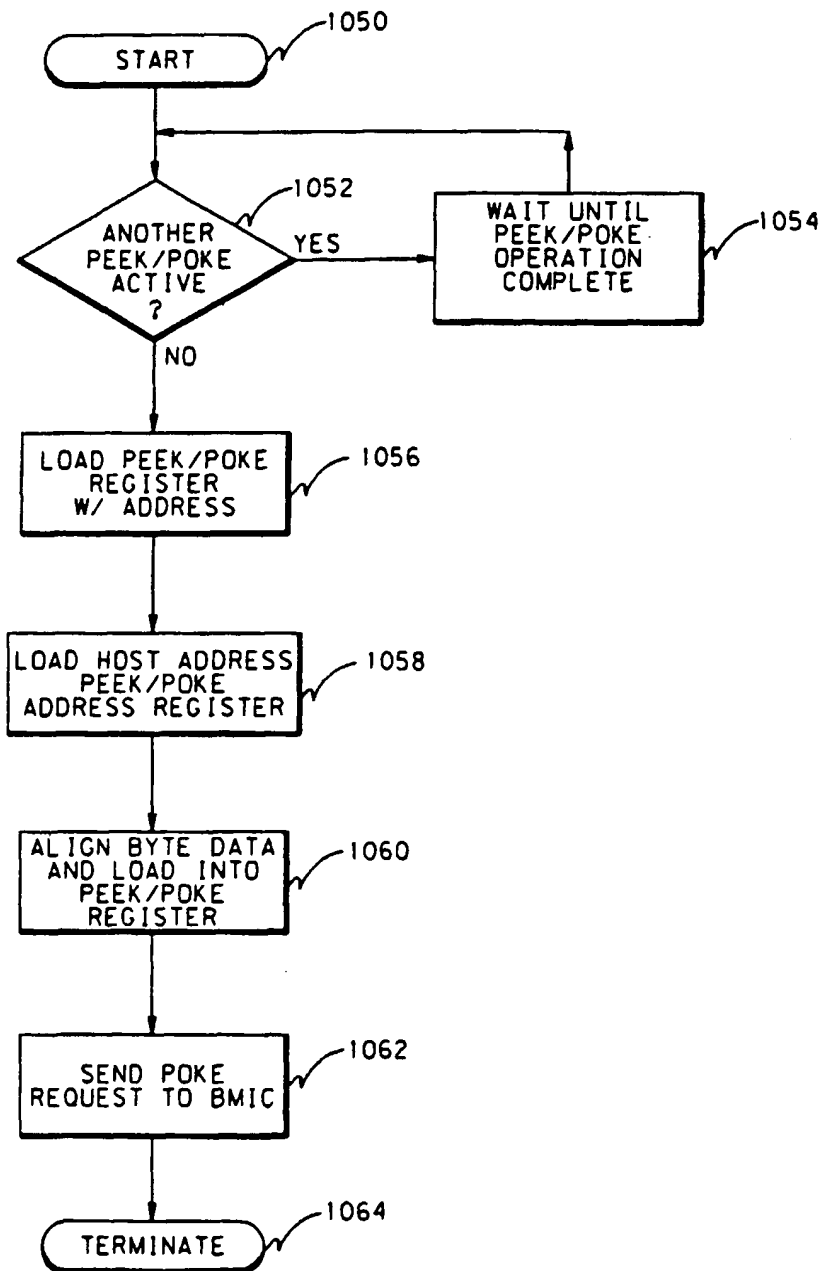 1050
START
1052
ANOTHER
PEEK/POKE
ACTIVE
?
YES
WAIT UNTIL
PEEK/POKE
OPERATION
COMPLETE
1054
NO
LOAD PEEK/POKE
REGISTER
W/ ADDRESS
1056
LOAD HOST ADDRESS
PEEK/POKE
ADDRESS REGISTER
1058
ALIGN BYTE DATA
AND LOAD INTO
PEEK/POKE
REGISTER
1060
SEND POKE
REQUEST TO BMIC
1062
TERMINATE
1064